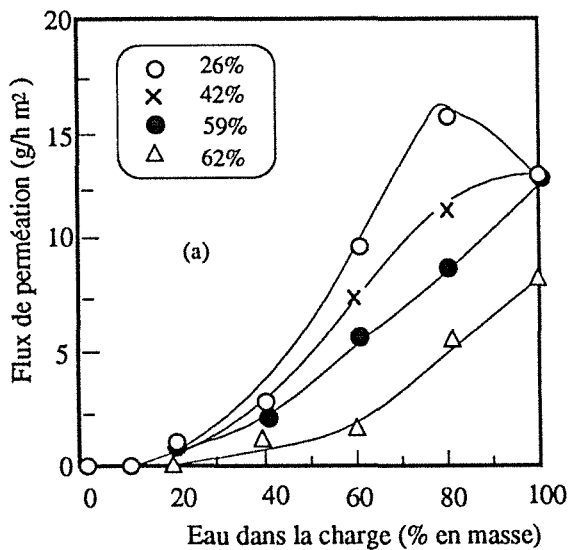 20
15
10
5
0
Flux de perméation (g/h m²)
26%
42%
59%
62%
(a)
0 20 40 60 80 100
Eau dans la charge (% en masse)